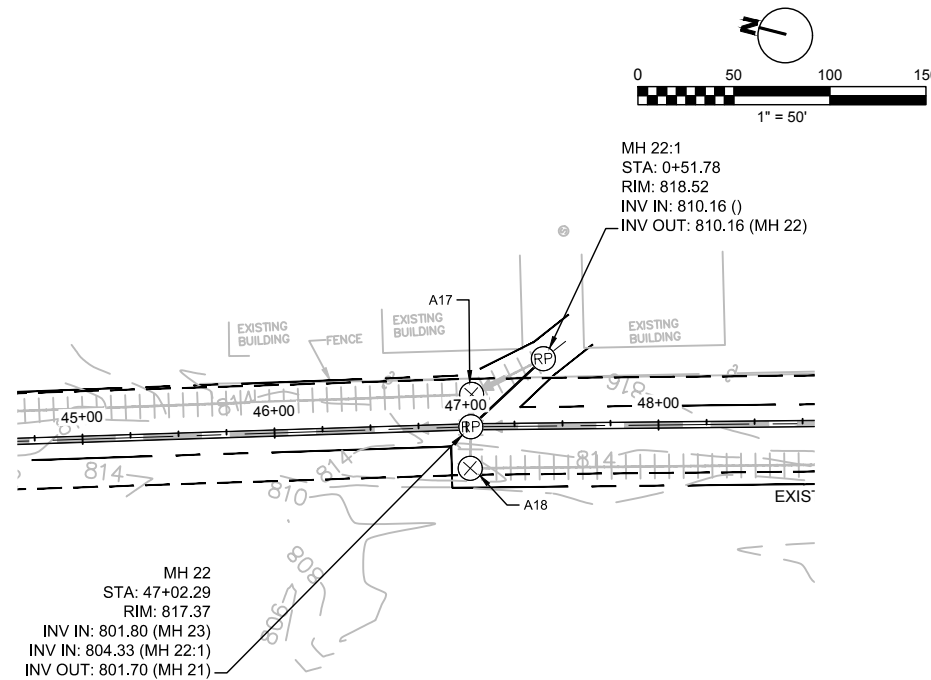 N
0 50 100 15
1" = 50'
MH 22:1
STA: 0+51.78
RIM: 818.52
INV IN: 810.16 ()
INV OUT: 810.16 (MH 22)
A17
EXISTING
BUILDING
FENCE
EXISTING
BUILDING
EXISTING
BUILDING
RP
816
814
45+00
46+00
47+00
48+00
RP
814
814
814
810
A18
EXIS
808
806
MH 22
STA: 47+02.29
RIM: 817.37
INV IN: 801.80 (MH 23)
INV IN: 804.33 (MH 22:1)
INV OUT: 801.70 (MH 21)